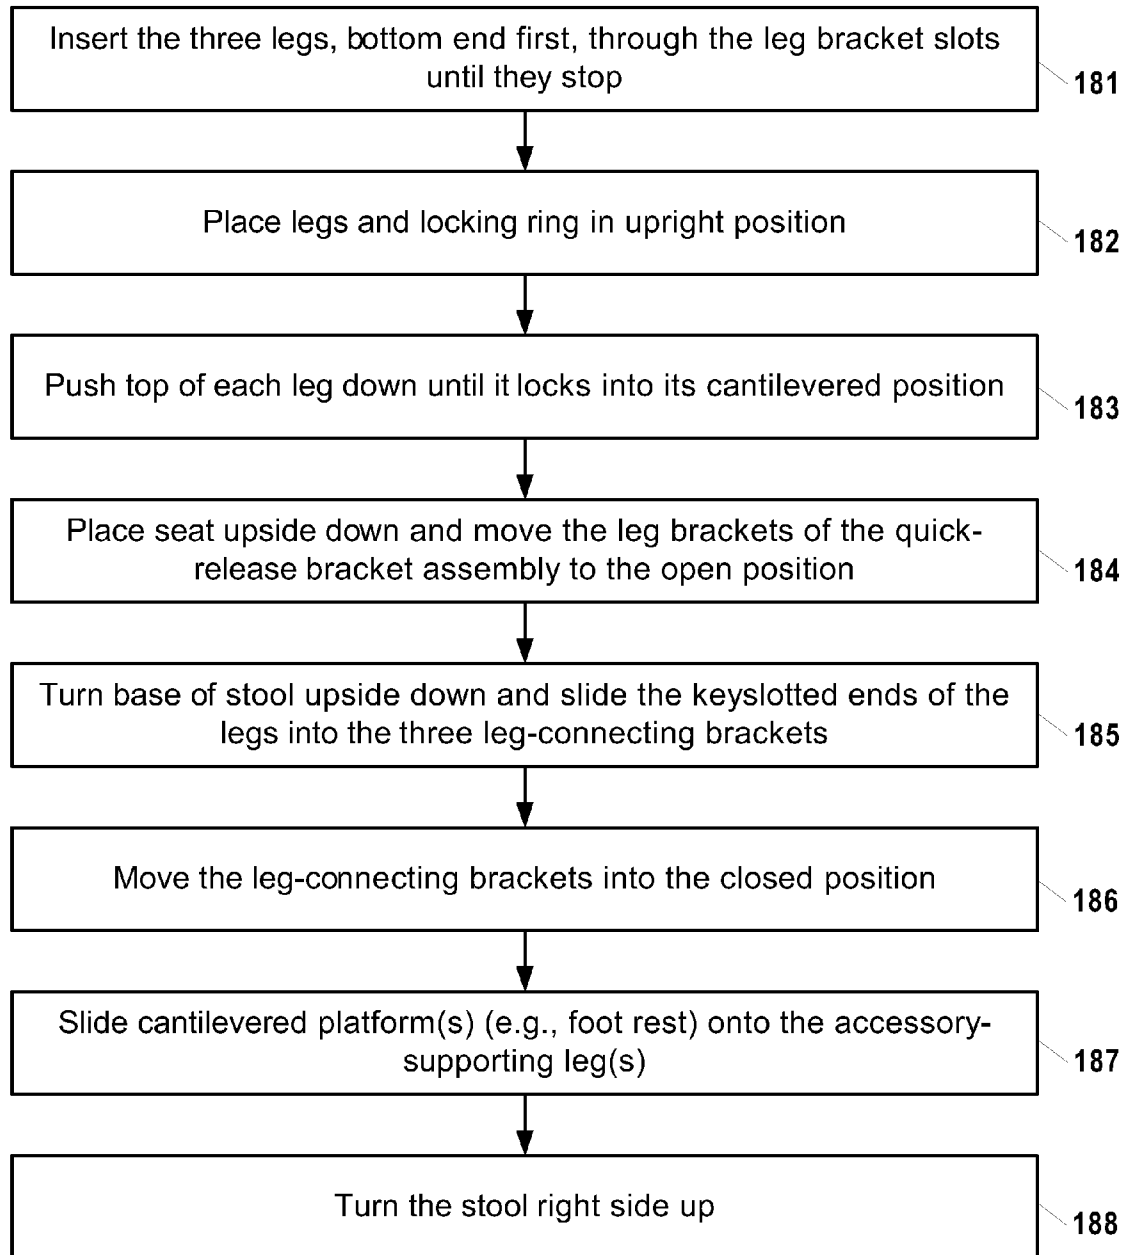 Insert the three legs, bottom end first, through the leg bracket slots
until they stop
181
Place legs and locking ring in upright position
182
Push top of each leg down until it locks into its cantilevered position
183
Place seat upside down and move the leg brackets of the quick-
release bracket assembly to the open position
184
Turn base of stool upside down and slide the keyslotted ends of the
legs into the three leg-connecting brackets
185
Move the leg-connecting brackets into the closed position
186
Slide cantilevered platform(s) (e.g., foot rest) onto the accessory-
supporting leg(s)
187
Turn the stool right side up
188